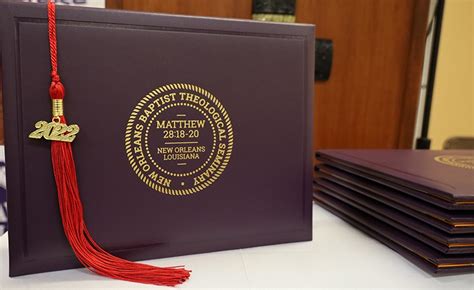 2022
NEW ORLEANS BAPTIST THEOLOGICAL SEMINARY
MATTHEW
28:18-20
NEW ORLEANS
LOUISIANA